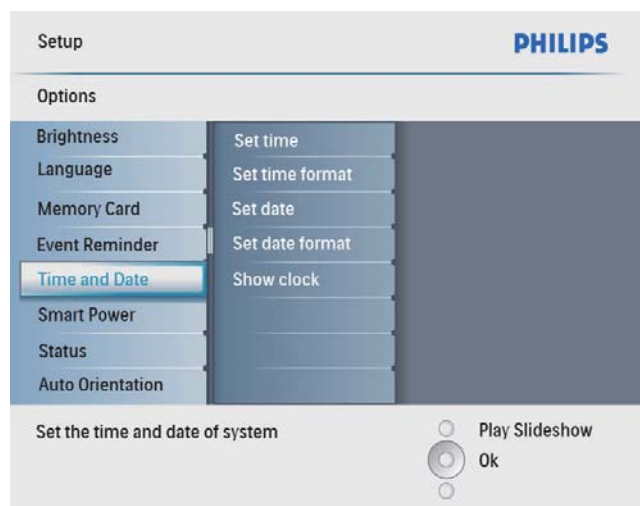 Setup
PHILIPS
Options
Brightness
Language
Memory Card
Event Reminder
Time and Date
Smart Power
Status
Auto Orientation
Set time
Set time format
Set date
Set date format
Show clock
Set the time and date of system
Play Slideshow
Ok